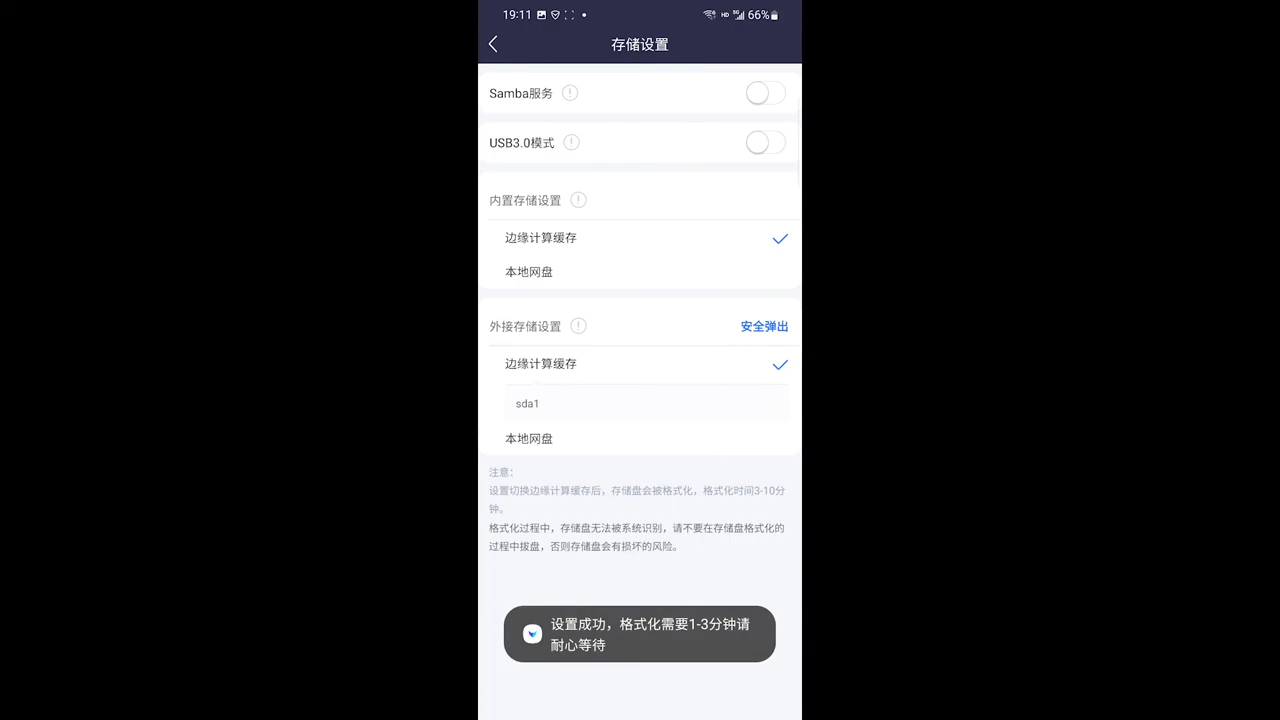 19:11 HD 5G 66%
存储设置
Samba服务
USB3.0模式
内置存储设置
边缘计算缓存
本地网盘
外接存储设置 安全弹出
边缘计算缓存
sda1
本地网盘
注意：
设置切换边缘计算缓存后，存储盘会被格式化，格式化时间3-10分
钟。
格式化过程中，存储盘无法被系统识别，请不要在存储盘格式化的
过程中拔盘，否则存储盘会有损坏的风险。
设置成功，格式化需要1-3分钟请
耐心等待